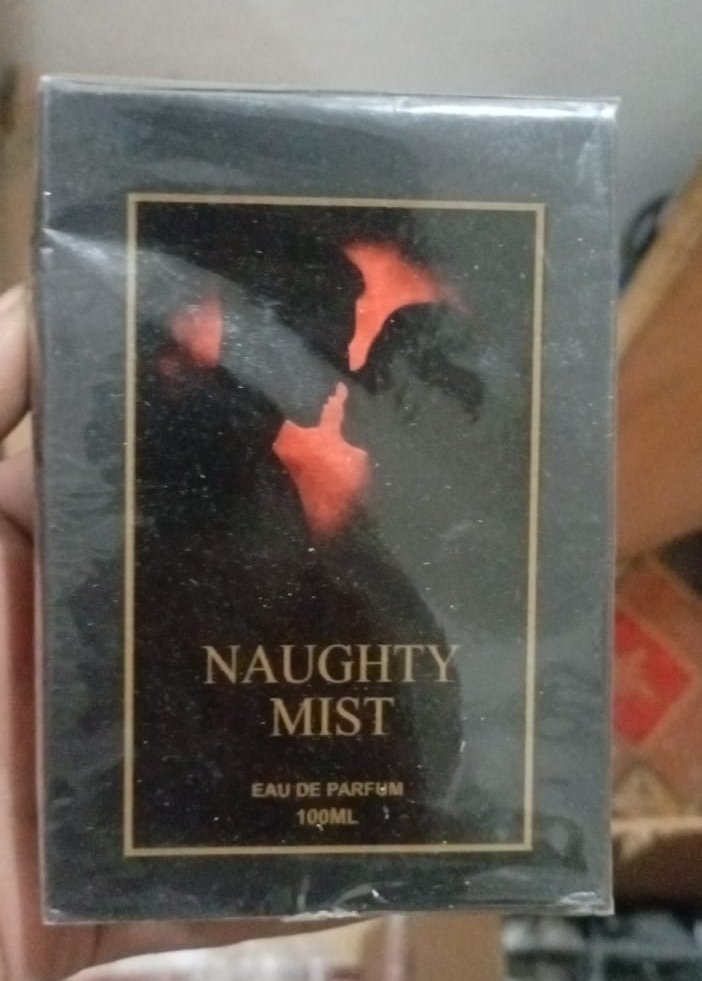 NAUGHTY
MIST
EAU DE PARFUM
100ML